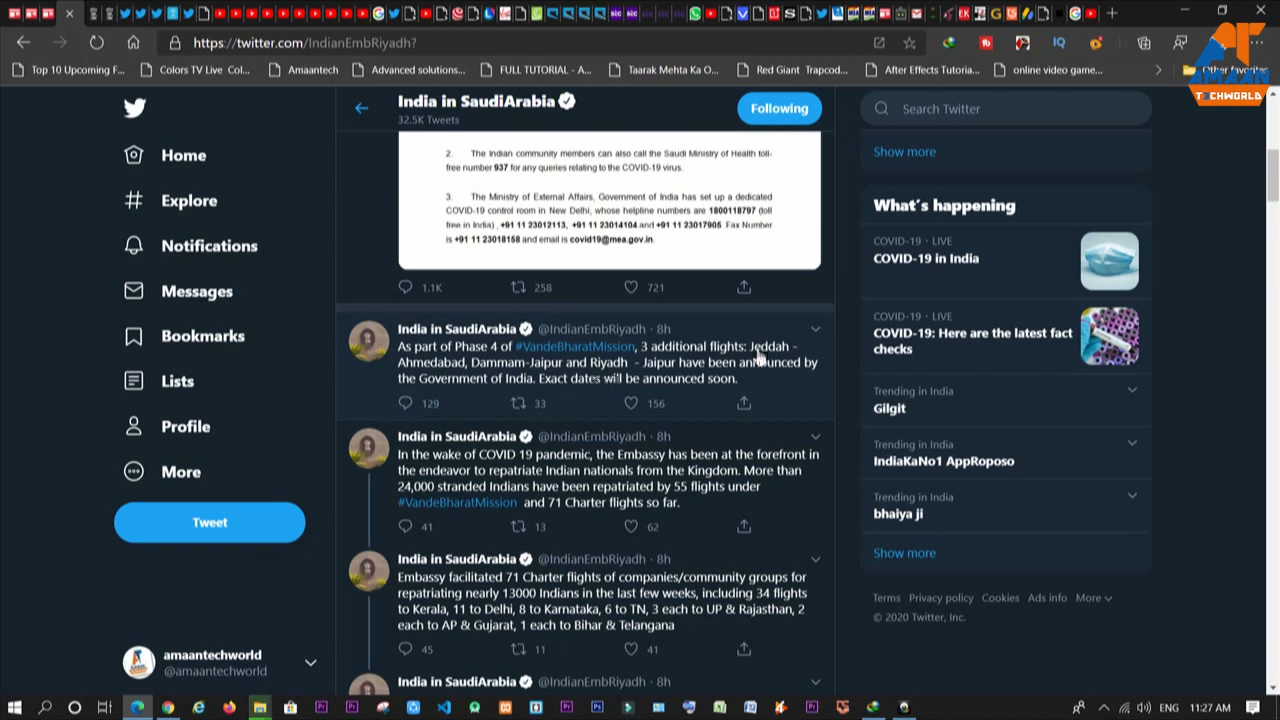 https://twitter.com/IndianEmbRiyadh?
Top 10 Upcoming F...
Colors TV Live Col...
Amaantech
Advanced solutions...
FULL TUTORIAL - A...
Taarak Mehta Ka O...
Red Giant Trapcod...
After Effects Tutoria...
online video game...
Other favorites
AMAAN
TECHWORLD
Home
Explore
Notifications
Messages
Bookmarks
Lists
Profile
More
Tweet
amaantechworld
@amaantechworld
India in SaudiArabia
32.5K Tweets
Following
2. The Indian community members can also call the Saudi Ministry of Health toll-
free number 937 for any queries relating to the COVID-19 virus.
3. The Ministry of External Affairs, Government of India has set up a dedicated
COVID-19 control room in New Delhi, whose helpline numbers are 1800118797 (toll
free in India), +91 11 23012113, +91 11 23014104 and +91 11 23017905 Fax Number
is +91 11 23018158 and email is covid19@mea.gov.in.
1.1K 258 721
India in SaudiArabia @IndianEmbRiyadh · 8h
As part of Phase 4 of #VandeBharatMission, 3 additional flights: Jeddah -
Ahmedabad, Dammam-Jaipur and Riyadh - Jaipur have been announced by
the Government of India. Exact dates will be announced soon.
129 33 156
India in SaudiArabia @IndianEmbRiyadh · 8h
In the wake of COVID 19 pandemic, the Embassy has been at the forefront in
the endeavor to repatriate Indian nationals from the Kingdom. More than
24,000 stranded Indians have been repatriated by 55 flights under
#VandeBharatMission and 71 Charter flights so far.
41 13 62
India in SaudiArabia @IndianEmbRiyadh · 8h
Embassy facilitated 71 Charter flights of companies/community groups for
repatriating nearly 13000 Indians in the last few weeks, including 34 flights
to Kerala, 11 to Delhi, 8 to Karnataka, 6 to TN, 3 each to UP & Rajasthan, 2
each to AP & Gujarat, 1 each to Bihar & Telangana
45 11 41
India in SaudiArabia @IndianEmbRiyadh · 8h
Search Twitter
Show more
What's happening
COVID-19 · LIVE
COVID-19 in India
COVID-19 · LIVE
COVID-19: Here are the latest fact
checks
Trending in India
Gilgit
Trending in India
IndiaKaNo1 AppRoposo
Trending in India
bhaiya ji
Show more
Terms Privacy policy Cookies Ads info More
© 2020 Twitter, Inc.
ENG 11:27 AM